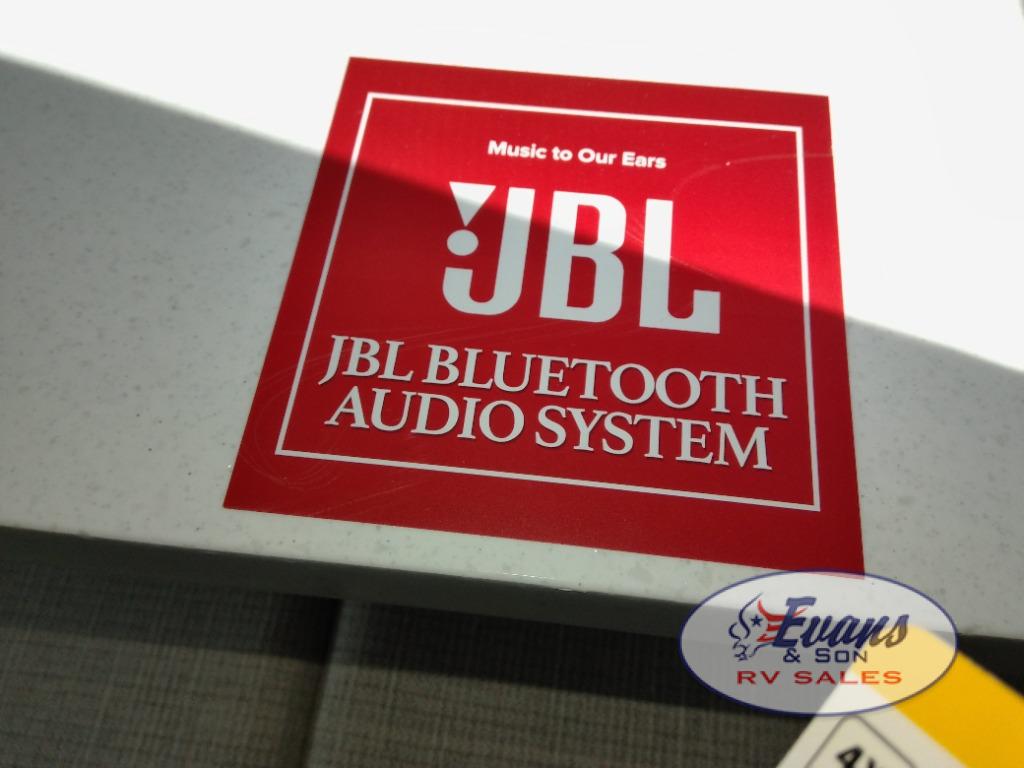 Music to Our Ears
JBL
JBL BLUETOOTH
AUDIO SYSTEM
Evans
& SON
RV SALES